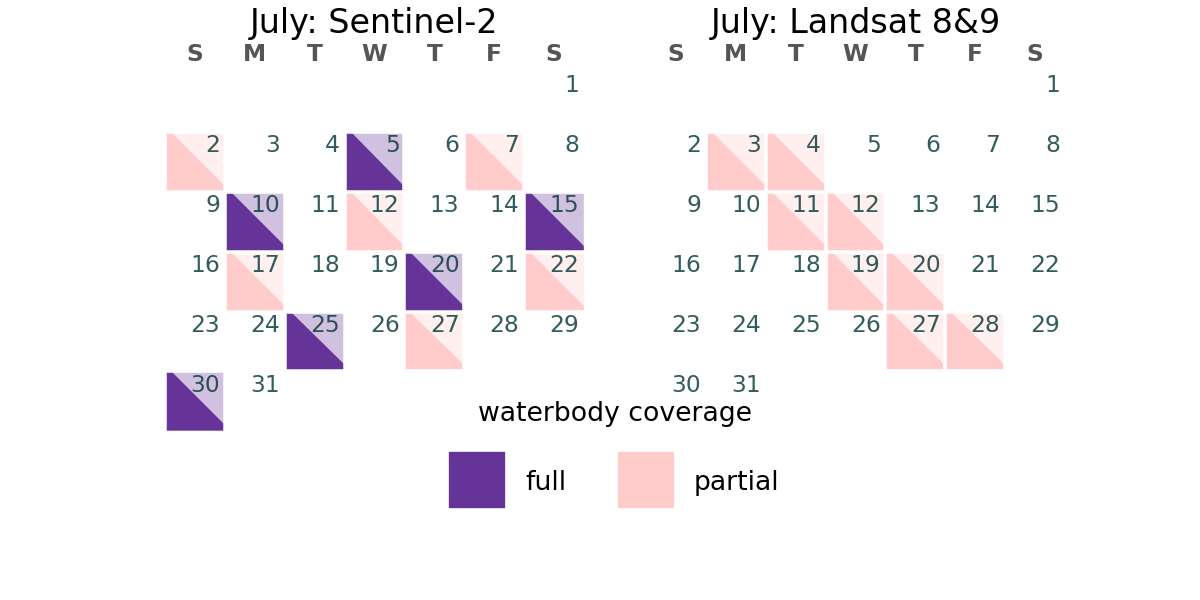 July: Sentinel-2
S M T W T F S
1
2 3 4 5 6 7 8
9 10 11 12 13 14 15
16 17 18 19 20 21 22
23 24 25 26 27 28 29
30 31
July: Landsat 8&9
S M T W T F S
1
2 3 4 5 6 7 8
9 10 11 12 13 14 15
16 17 18 19 20 21 22
23 24 25 26 27 28 29
30 31
waterbody coverage
full partial